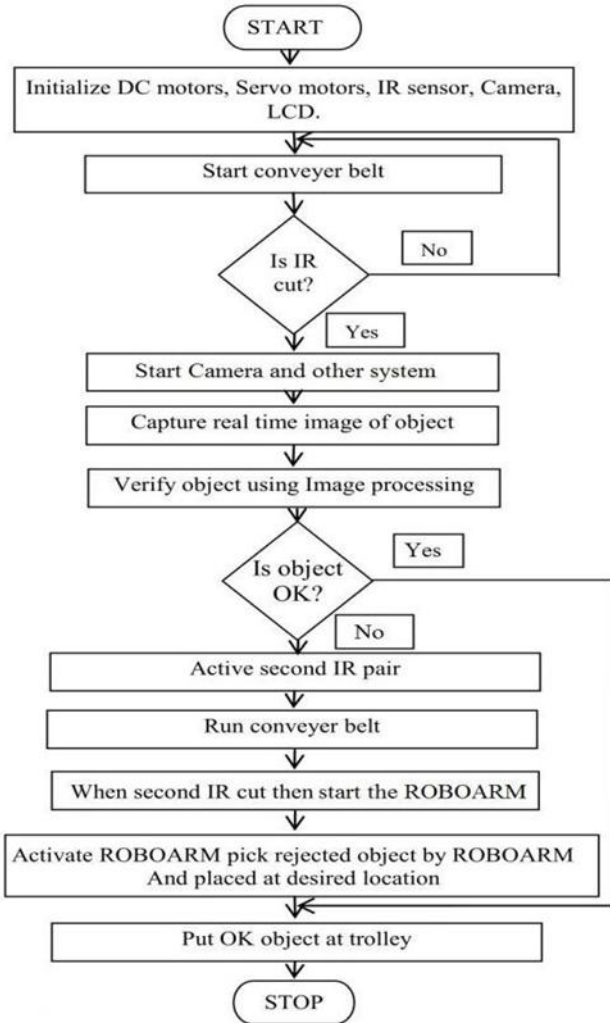 START
Initialize DC motors, Servo motors, IR sensor, Camera,
LCD.
Start conveyer belt
Is IR
cut?
No
Yes
Start Camera and other system
Capture real time image of object
Verify object using Image processing
Is object
OK?
Yes
No
Active second IR pair
Run conveyer belt
When second IR cut then start the ROBOARM
Activate ROBOARM pick rejected object by ROBOARM
And placed at desired location
Put OK object at trolley
STOP